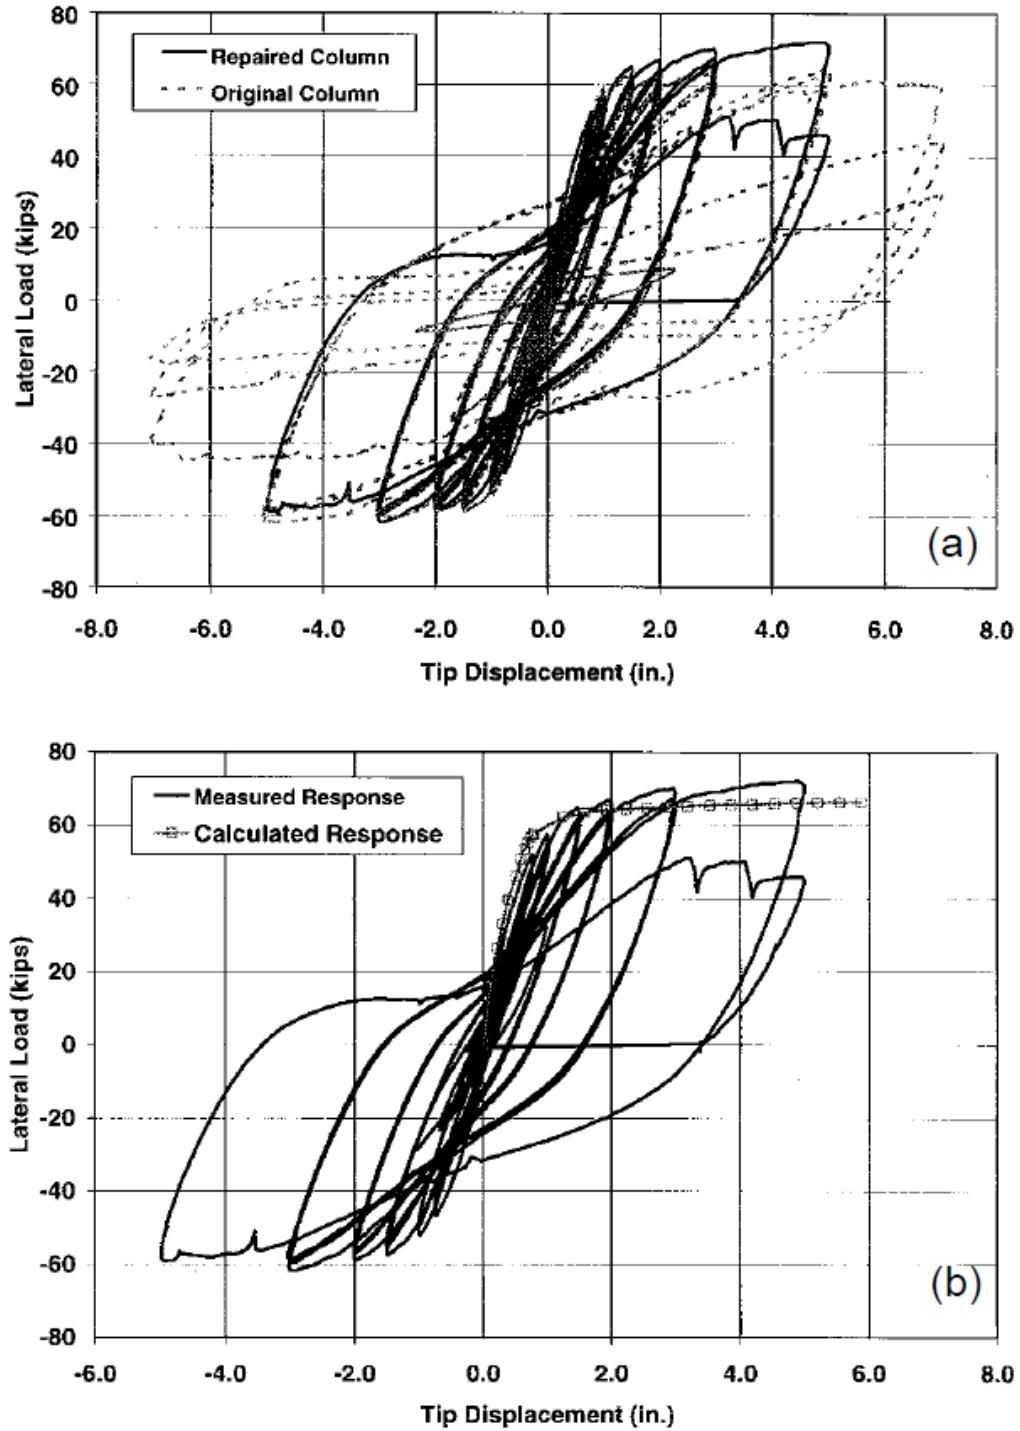 80
60
40
20
0
-20
-40
-60
-80
Lateral Load (kips)
Repaired Column
Original Column
(a)
-8.0 -6.0 -4.0 -2.0 0.0 2.0 4.0 6.0 8.0
Tip Displacement (in.)
80
60
40
20
0
-20
-40
-60
-80
Lateral Load (kips)
Measured Response
Calculated Response
(b)
-6.0 -4.0 -2.0 0.0 2.0 4.0 6.0 8.0
Tip Displacement (in.)